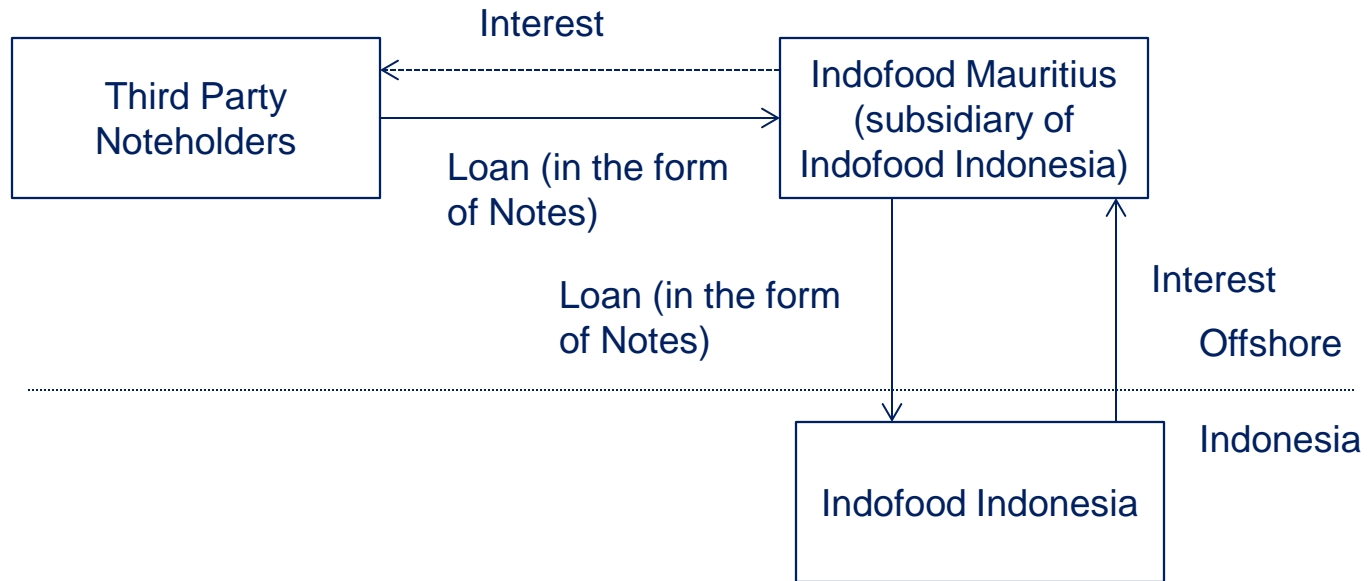 Interest
Third Party
Noteholders
Indofood Mauritius
(subsidiary of
Indofood Indonesia)
Loan (in the form
of Notes)
Loan (in the form
of Notes)
Interest
Offshore
Indonesia
Indofood Indonesia